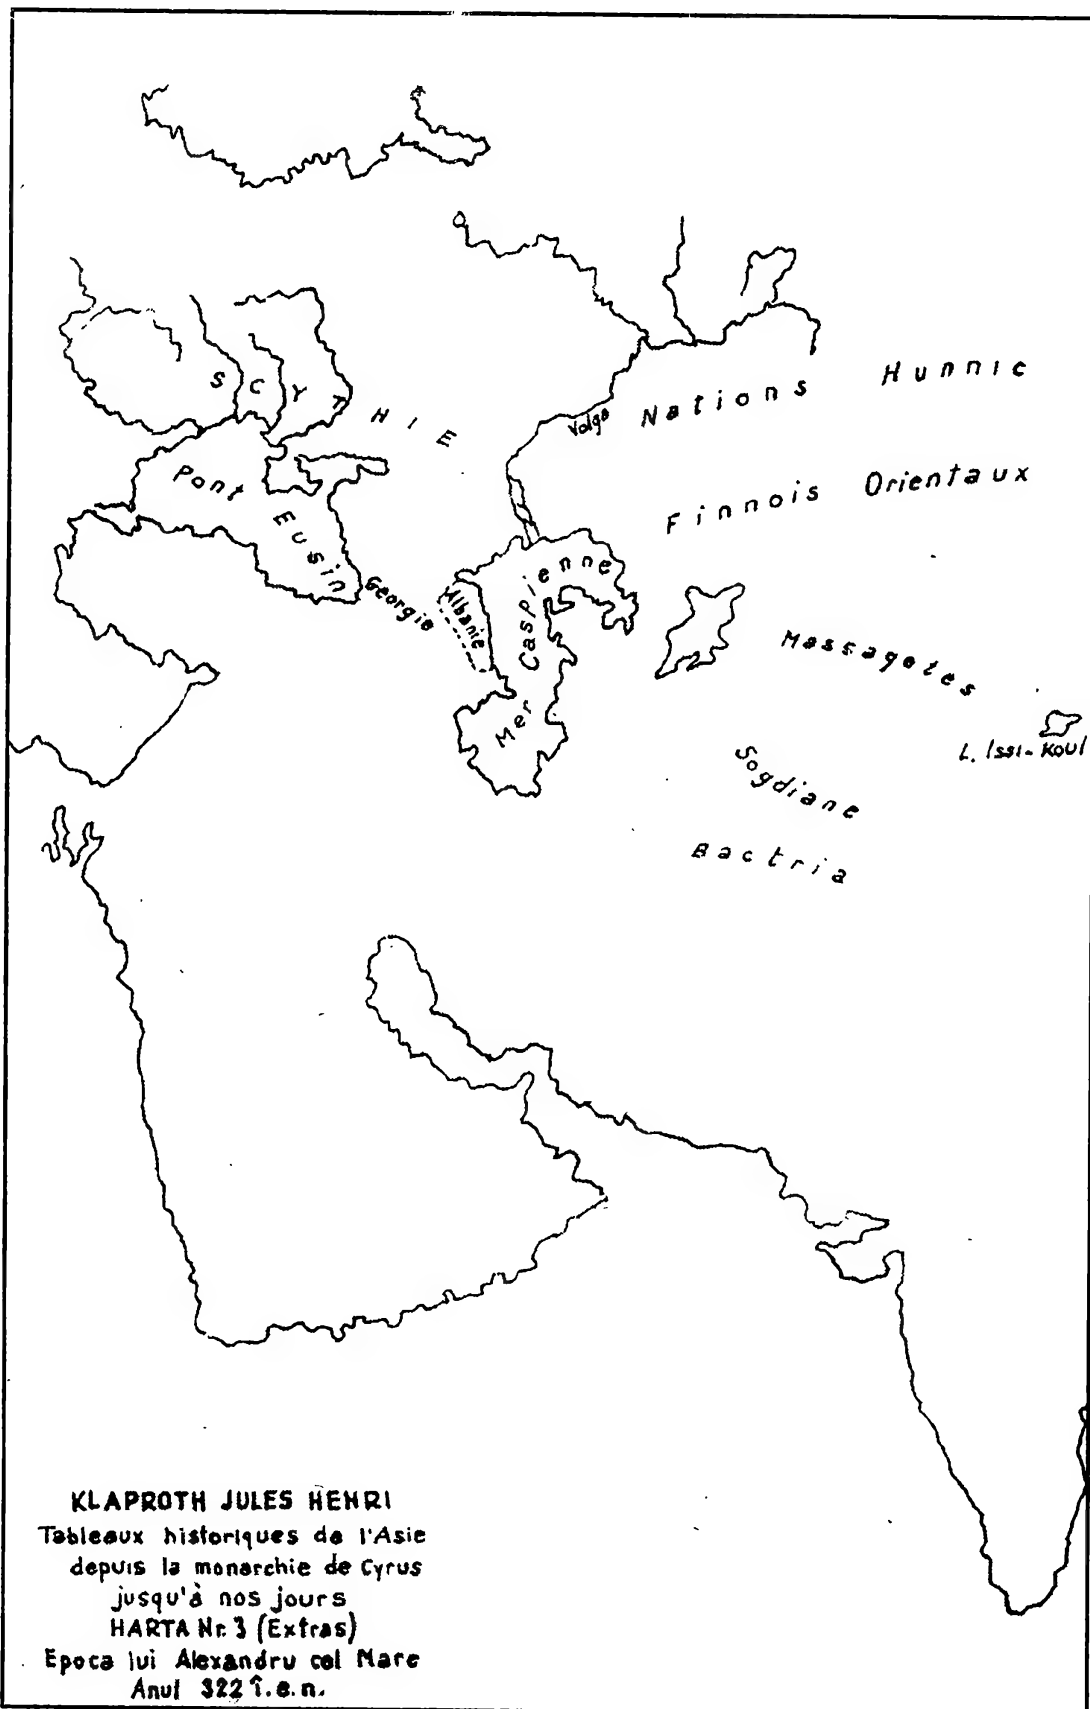 SCYTHIE
Volga
Nations Hunnic
Finnois Orientaux
Pont Eusin
Georgie
Albanie
Mer Caspienne
Massagetes
L. Issi-Koul
Sogdiane
Bactria
KLAPROTH JULES HENRI
Tableaux historiques de l'Asie
depuis la monarchie de Cyrus
jusqu'à nos jours
HARTA Nr. 3 (Extras)
Epoca lui Alexandru cel Mare
Anul 322 î.e.n.